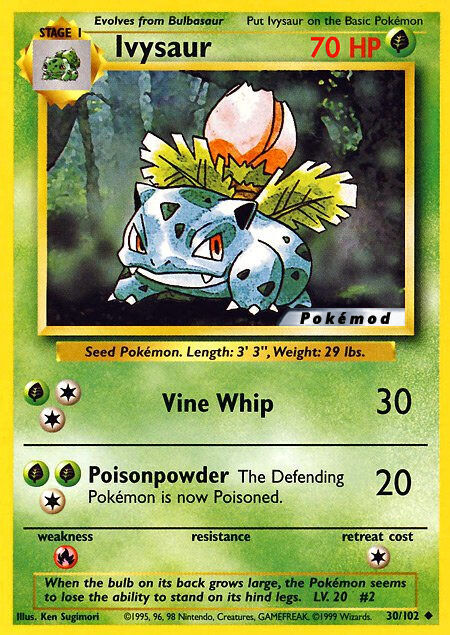 Evolves from Bulbasaur Put Ivysaur on the Basic Pokémon
STAGE 1
Ivysaur 70 HP
Pokémod
Seed Pokémon. Length: 3' 3", Weight: 29 lbs.
Vine Whip 30
Poisonpowder The Defending
Pokémon is now Poisoned. 20
weakness resistance retreat cost
When the bulb on its back grows large, the Pokémon seems
to lose the ability to stand on its hind legs. LV. 20 #2
Illus. Ken Sugimori ©1995, 96, 98 Nintendo, Creatures, GAMEFREAK. ©1999 Wizards. 30/102